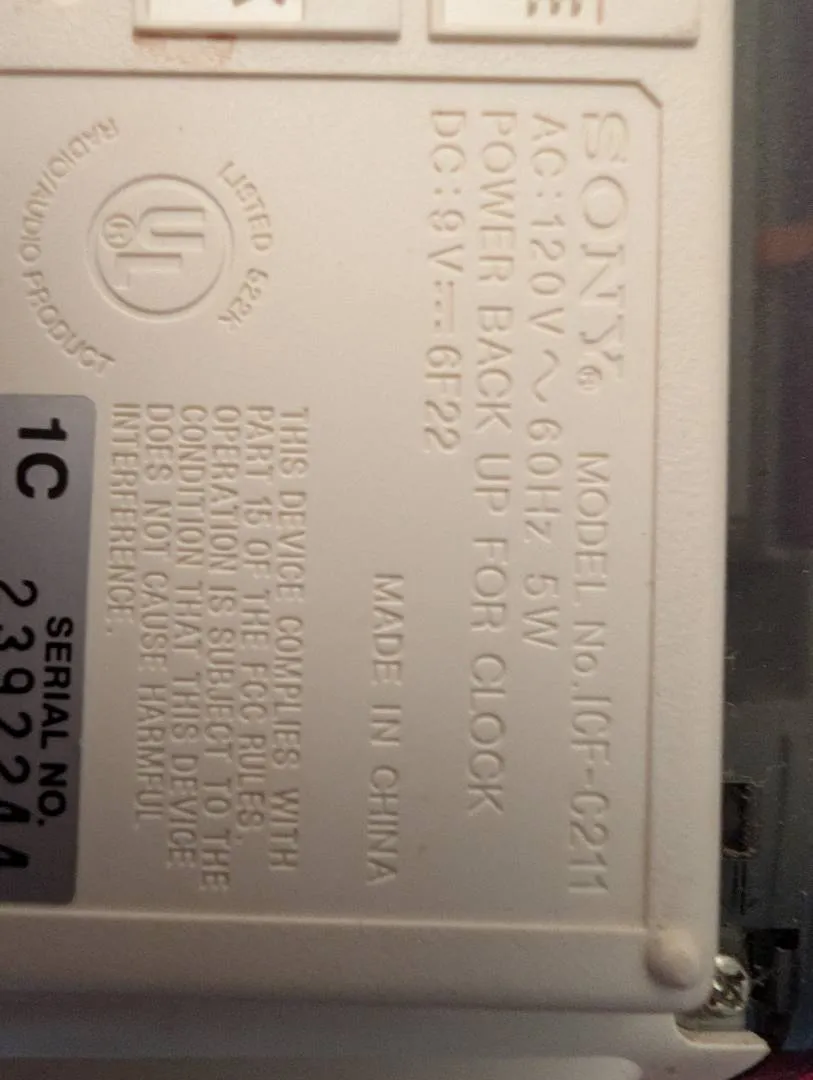 SONY® MODEL No.ICF-C211
AC:120V ~ 60Hz 5W
POWER BACK UP FOR CLOCK
DC:9V⎓6F22
MADE IN CHINA
LISTED 522K
UL®
RADIO/AUDIO PRODUCT
THIS DEVICE COMPLIES WITH
PART 15 OF THE FCC RULES.
OPERATION IS SUBJECT TO THE
CONDITION THAT THIS DEVICE
DOES NOT CAUSE HARMFUL
INTERFERENCE.
SERIAL NO.
1C 239224